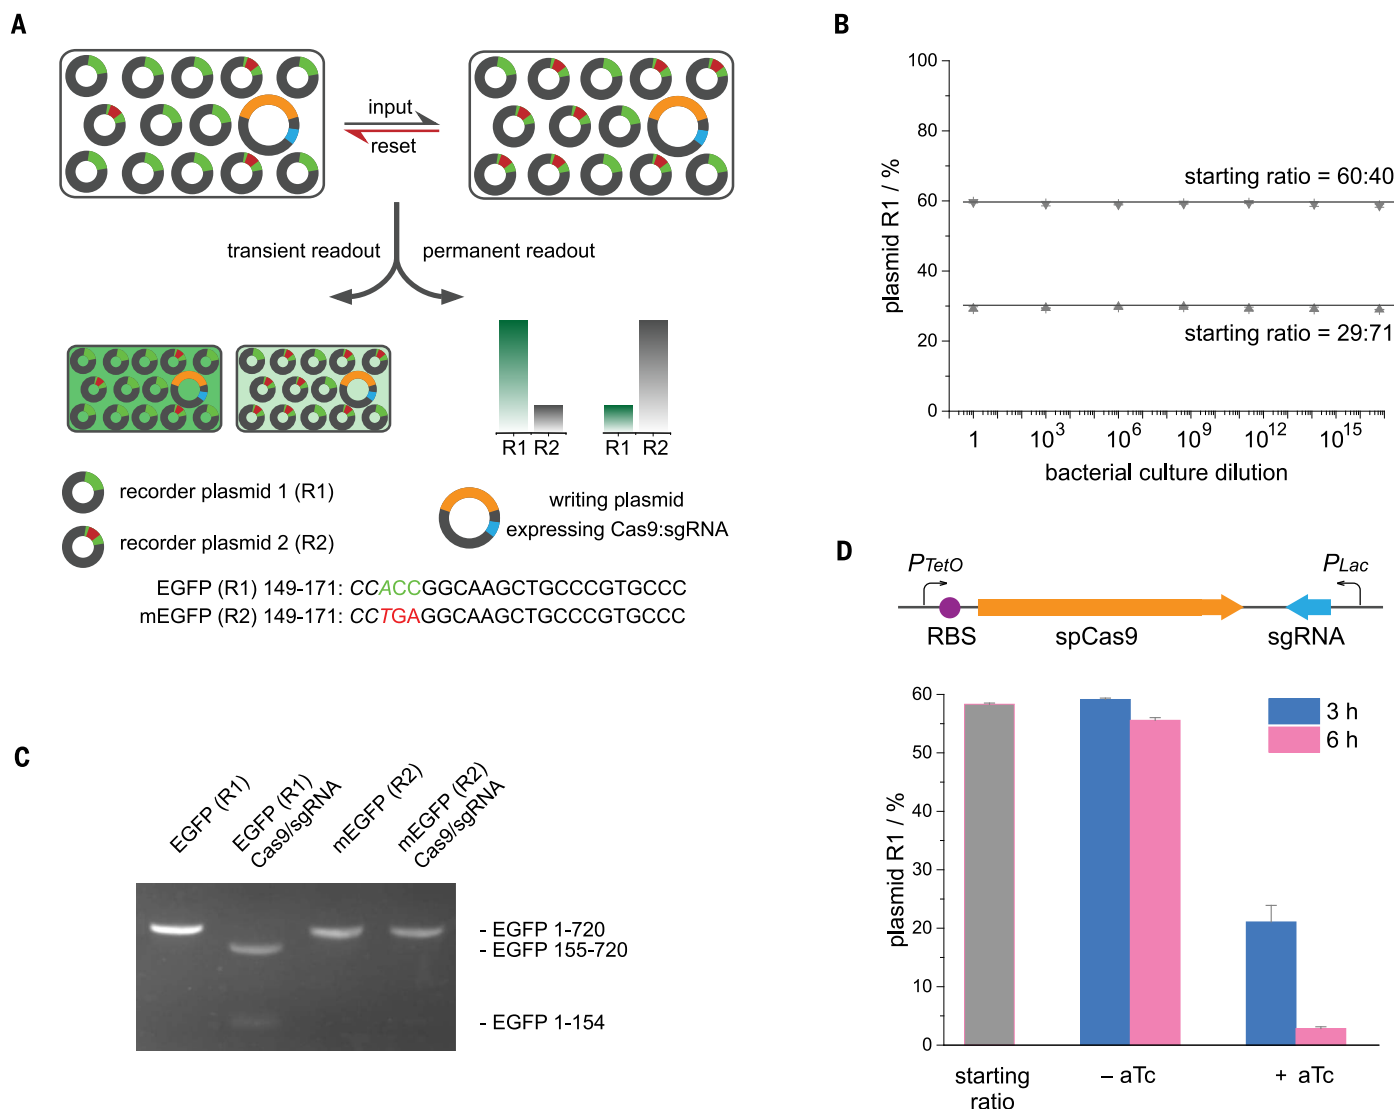 A
input
reset
transient readout
permanent readout
R1 R2
R1 R2
recorder plasmid 1 (R1)
recorder plasmid 2 (R2)
writing plasmid
expressing Cas9:sgRNA
EGFP (R1) 149-171: CCACCGGCAAGCTGCCCGTGCCC
mEGFP (R2) 149-171: CCTGAGGCAAGCTGCCCGTGCCC
B
plasmid R1 / %
100
80
60
40
20
0
starting ratio = 60:40
starting ratio = 29:71
1 10³ 10⁶ 10⁹ 10¹² 10¹⁵
bacterial culture dilution
C
EGFP (R1)
EGFP (R1)
Cas9/sgRNA
mEGFP (R2)
mEGFP (R2)
Cas9/sgRNA
- EGFP 1-720
- EGFP 155-720
- EGFP 1-154
D
PTetO
PLac
RBS
spCas9
sgRNA
plasmid R1 / %
60
50
40
30
20
10
0
3 h
6 h
starting
ratio
– aTc
+ aTc